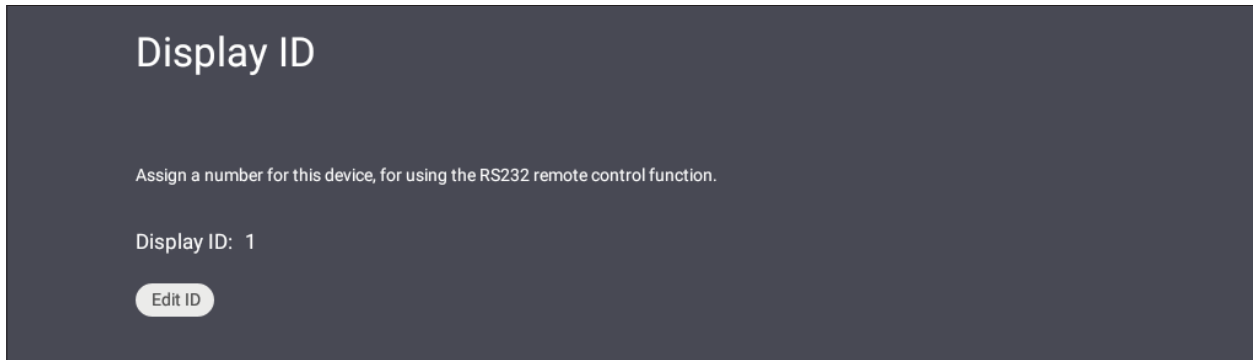 Display ID
Assign a number for this device, for using the RS232 remote control function.
Display ID: 1
Edit ID